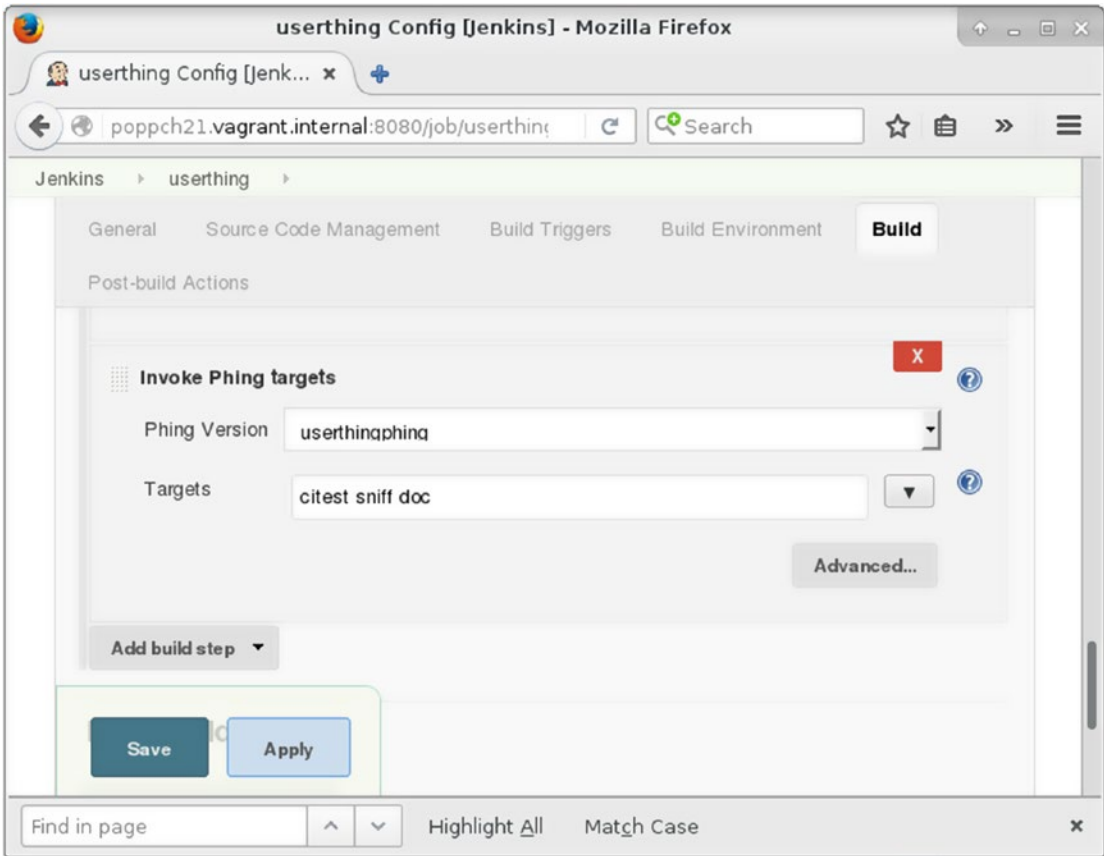 userthing Config [Jenkins] - Mozilla Firefox
userthing Config [Jenk...
poppch21.vagrant.internal:8080/job/userthing
Search
Jenkins userthing
General Source Code Management Build Triggers Build Environment Build
Post-build Actions
X
Invoke Phing targets
Phing Version userthingphing
Targets citest sniff doc
Advanced...
Add build step
Save Apply
Find in page Highlight All Match Case